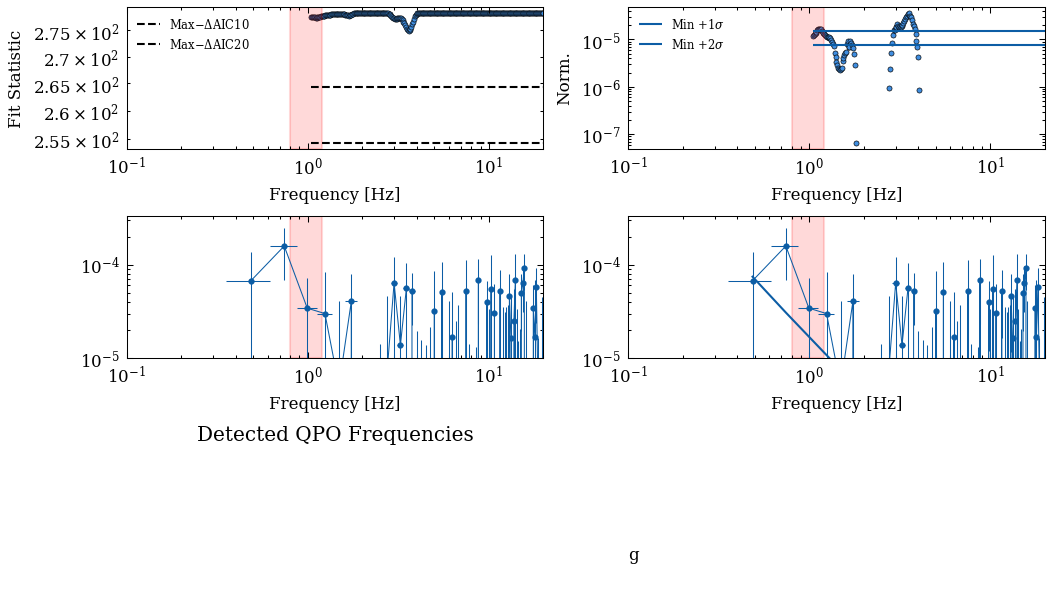 Fit Statistic
2.75 × 10²
2.7 × 10²
2.65 × 10²
2.6 × 10²
2.55 × 10²
Max−ΔAIC10
Max−ΔAIC20
10⁻¹ 10⁰ 10¹
Frequency [Hz]
Norm.
10⁻⁵
10⁻⁶
10⁻⁷
Min +1σ
Min +2σ
10⁻¹ 10⁰ 10¹
Frequency [Hz]
10⁻⁴
10⁻⁵
10⁻¹ 10⁰ 10¹
Frequency [Hz]
10⁻⁴
10⁻⁵
10⁻¹ 10⁰ 10¹
Frequency [Hz]
Detected QPO Frequencies
g